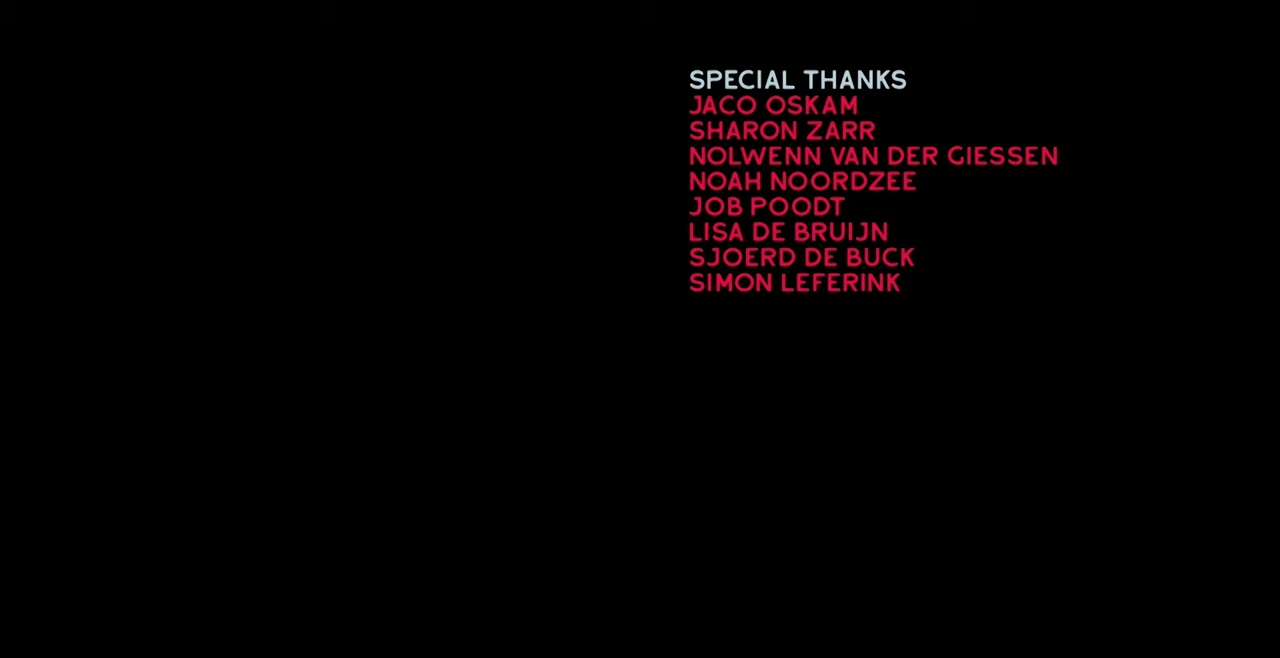 SPECIAL THANKS
JACO OSKAM
SHARON ZARR
NOLWENN VAN DER GIESSEN
NOAH NOORDZEE
JOB POODT
LISA DE BRUIJN
SJOERD DE BUCK
SIMON LEFERINK